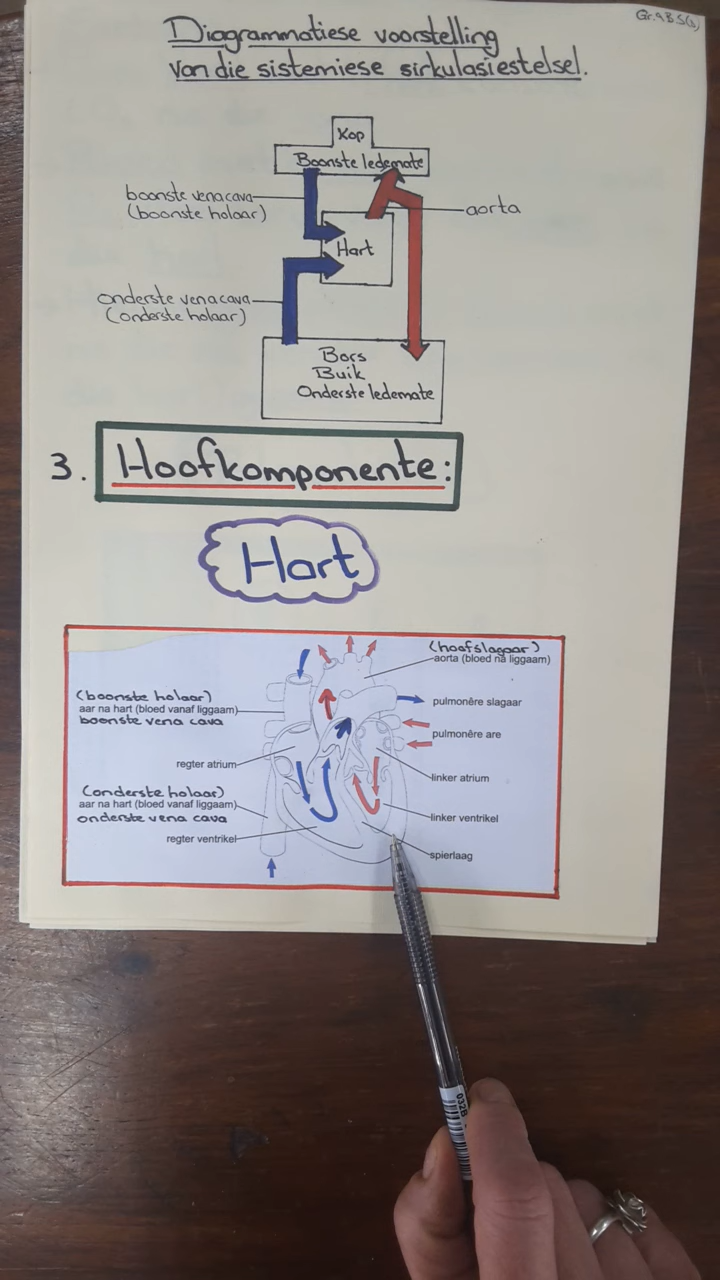 Gr.9.B.S(3)
Diagrammatiese voorstelling
Van die sistemiese sirkulasiestelsel.
Kop
Boonste ledemate
boonste vena cava
(boonste holaar)
aorta
Hart
onderste vena cava
(onderste holaar)
Bors
Buik
Onderste ledemate
3. Hoofkomponente:
Hart
(hoofslagaar)
aorta (bloed na liggaam)
(boonste holaar)
aar na hart (bloed vanaf liggaam)
boonste vena cava
pulmonêre slagaar
pulmonêre are
regter atrium
linker atrium
(onderste holaar)
aar na hart (bloed vanaf liggaam)
onderste vena cava
linker ventrikel
regter ventrikel
spierlaag